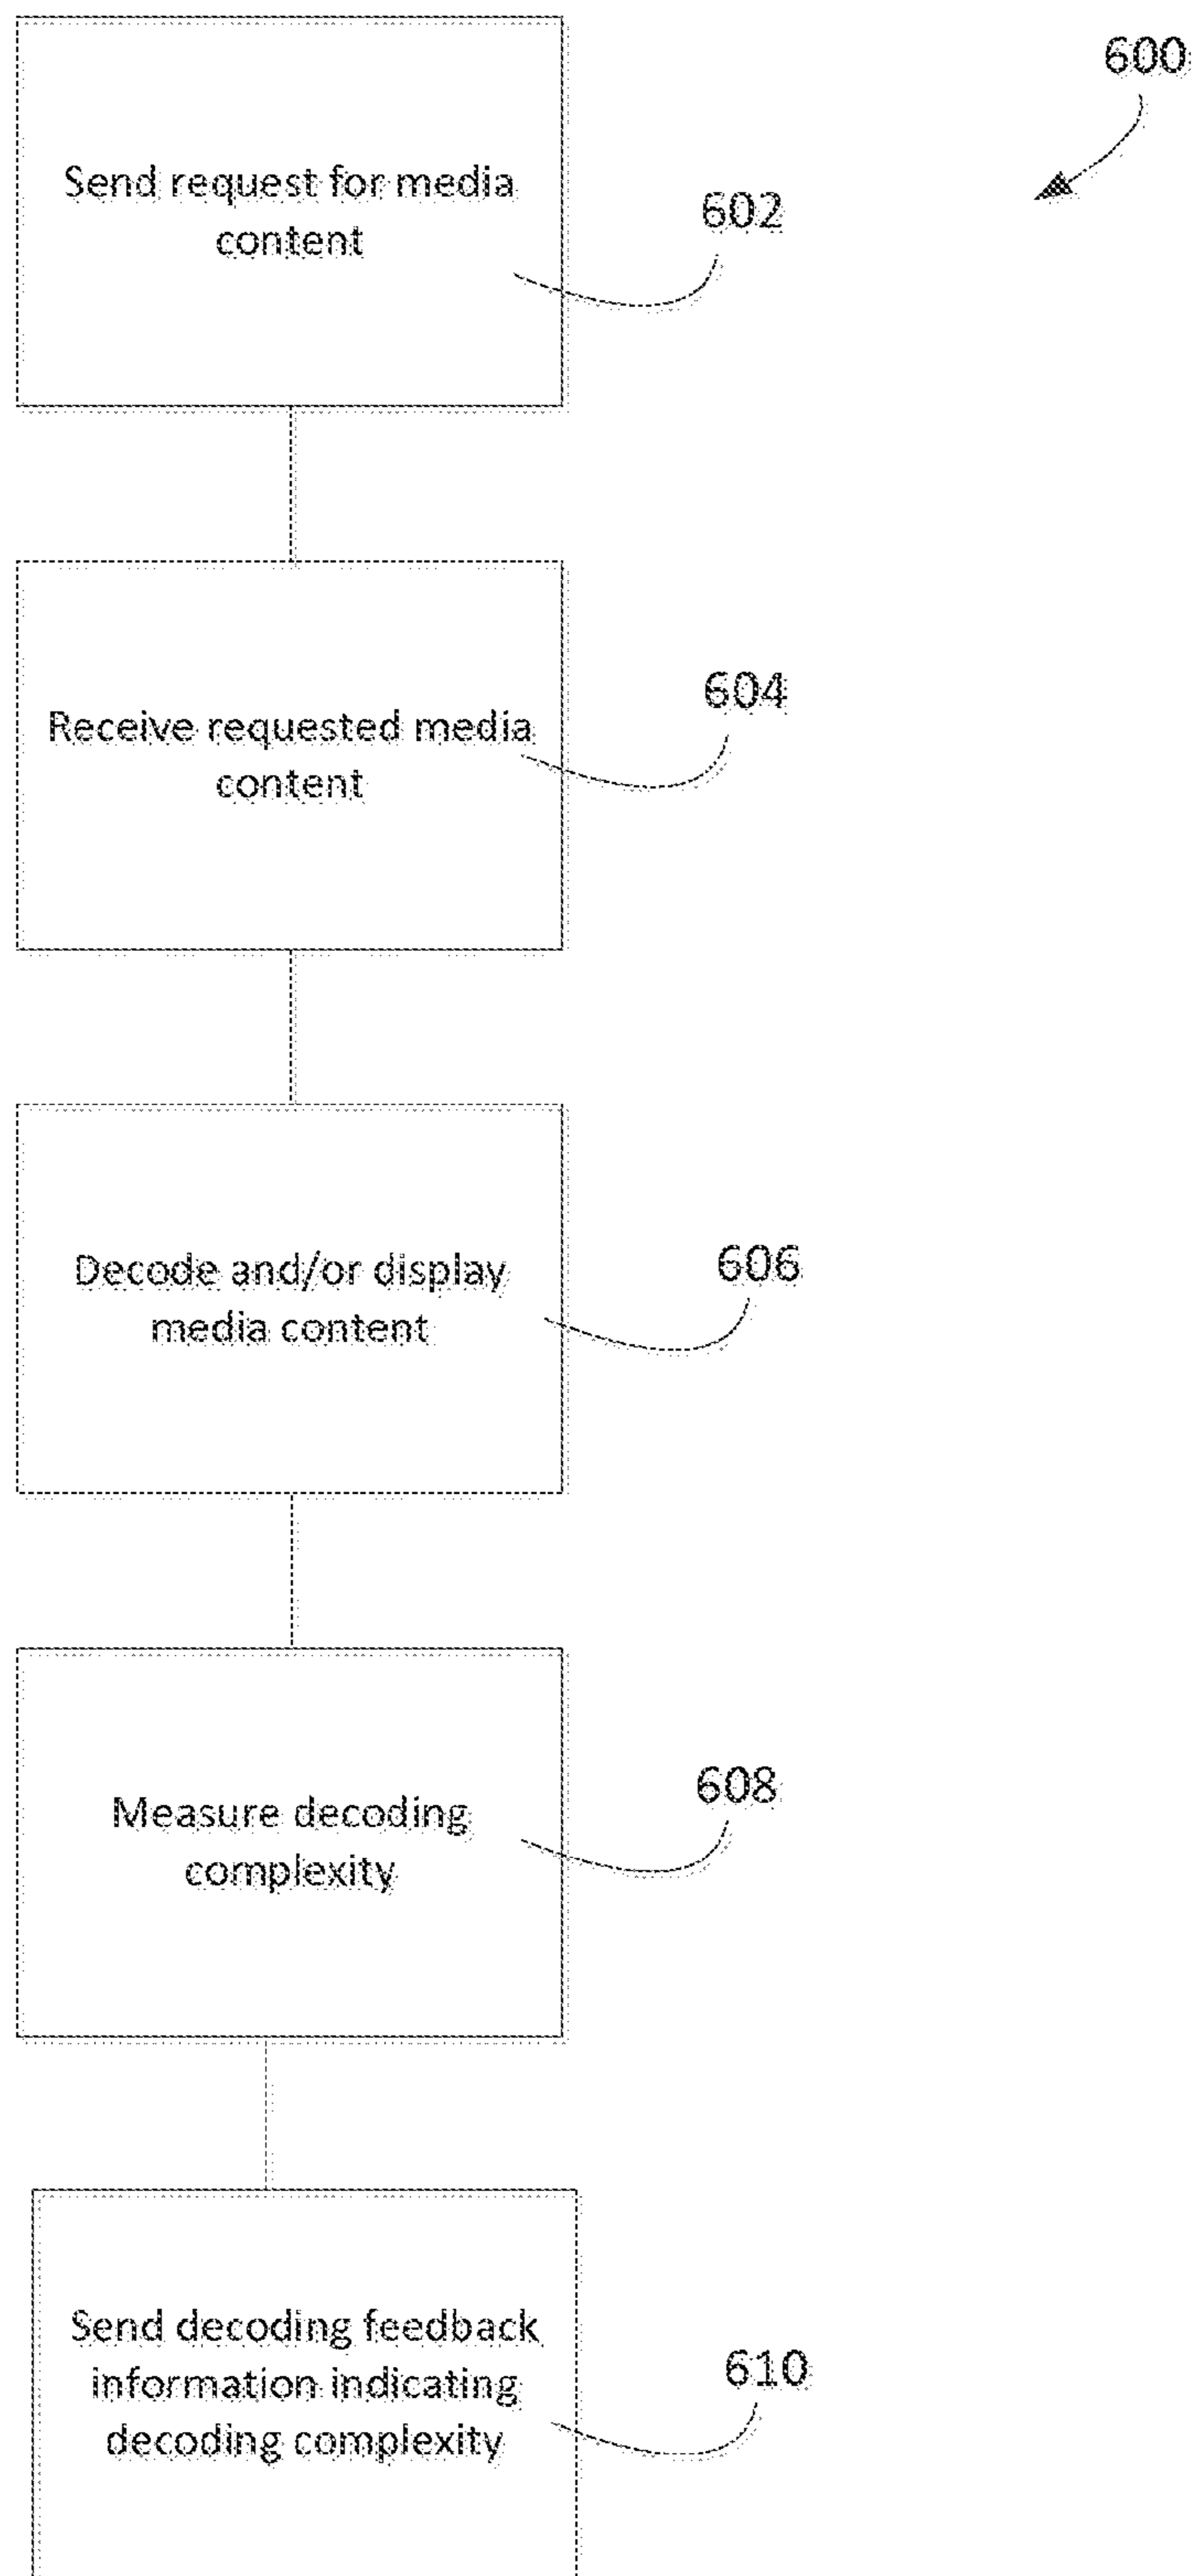 600
Send request for media
content
602
Receive requested media
content
604
Decode and/or display
media content
606
Measure decoding
complexity
608
Send decoding feedback
information indicating
decoding complexity
610